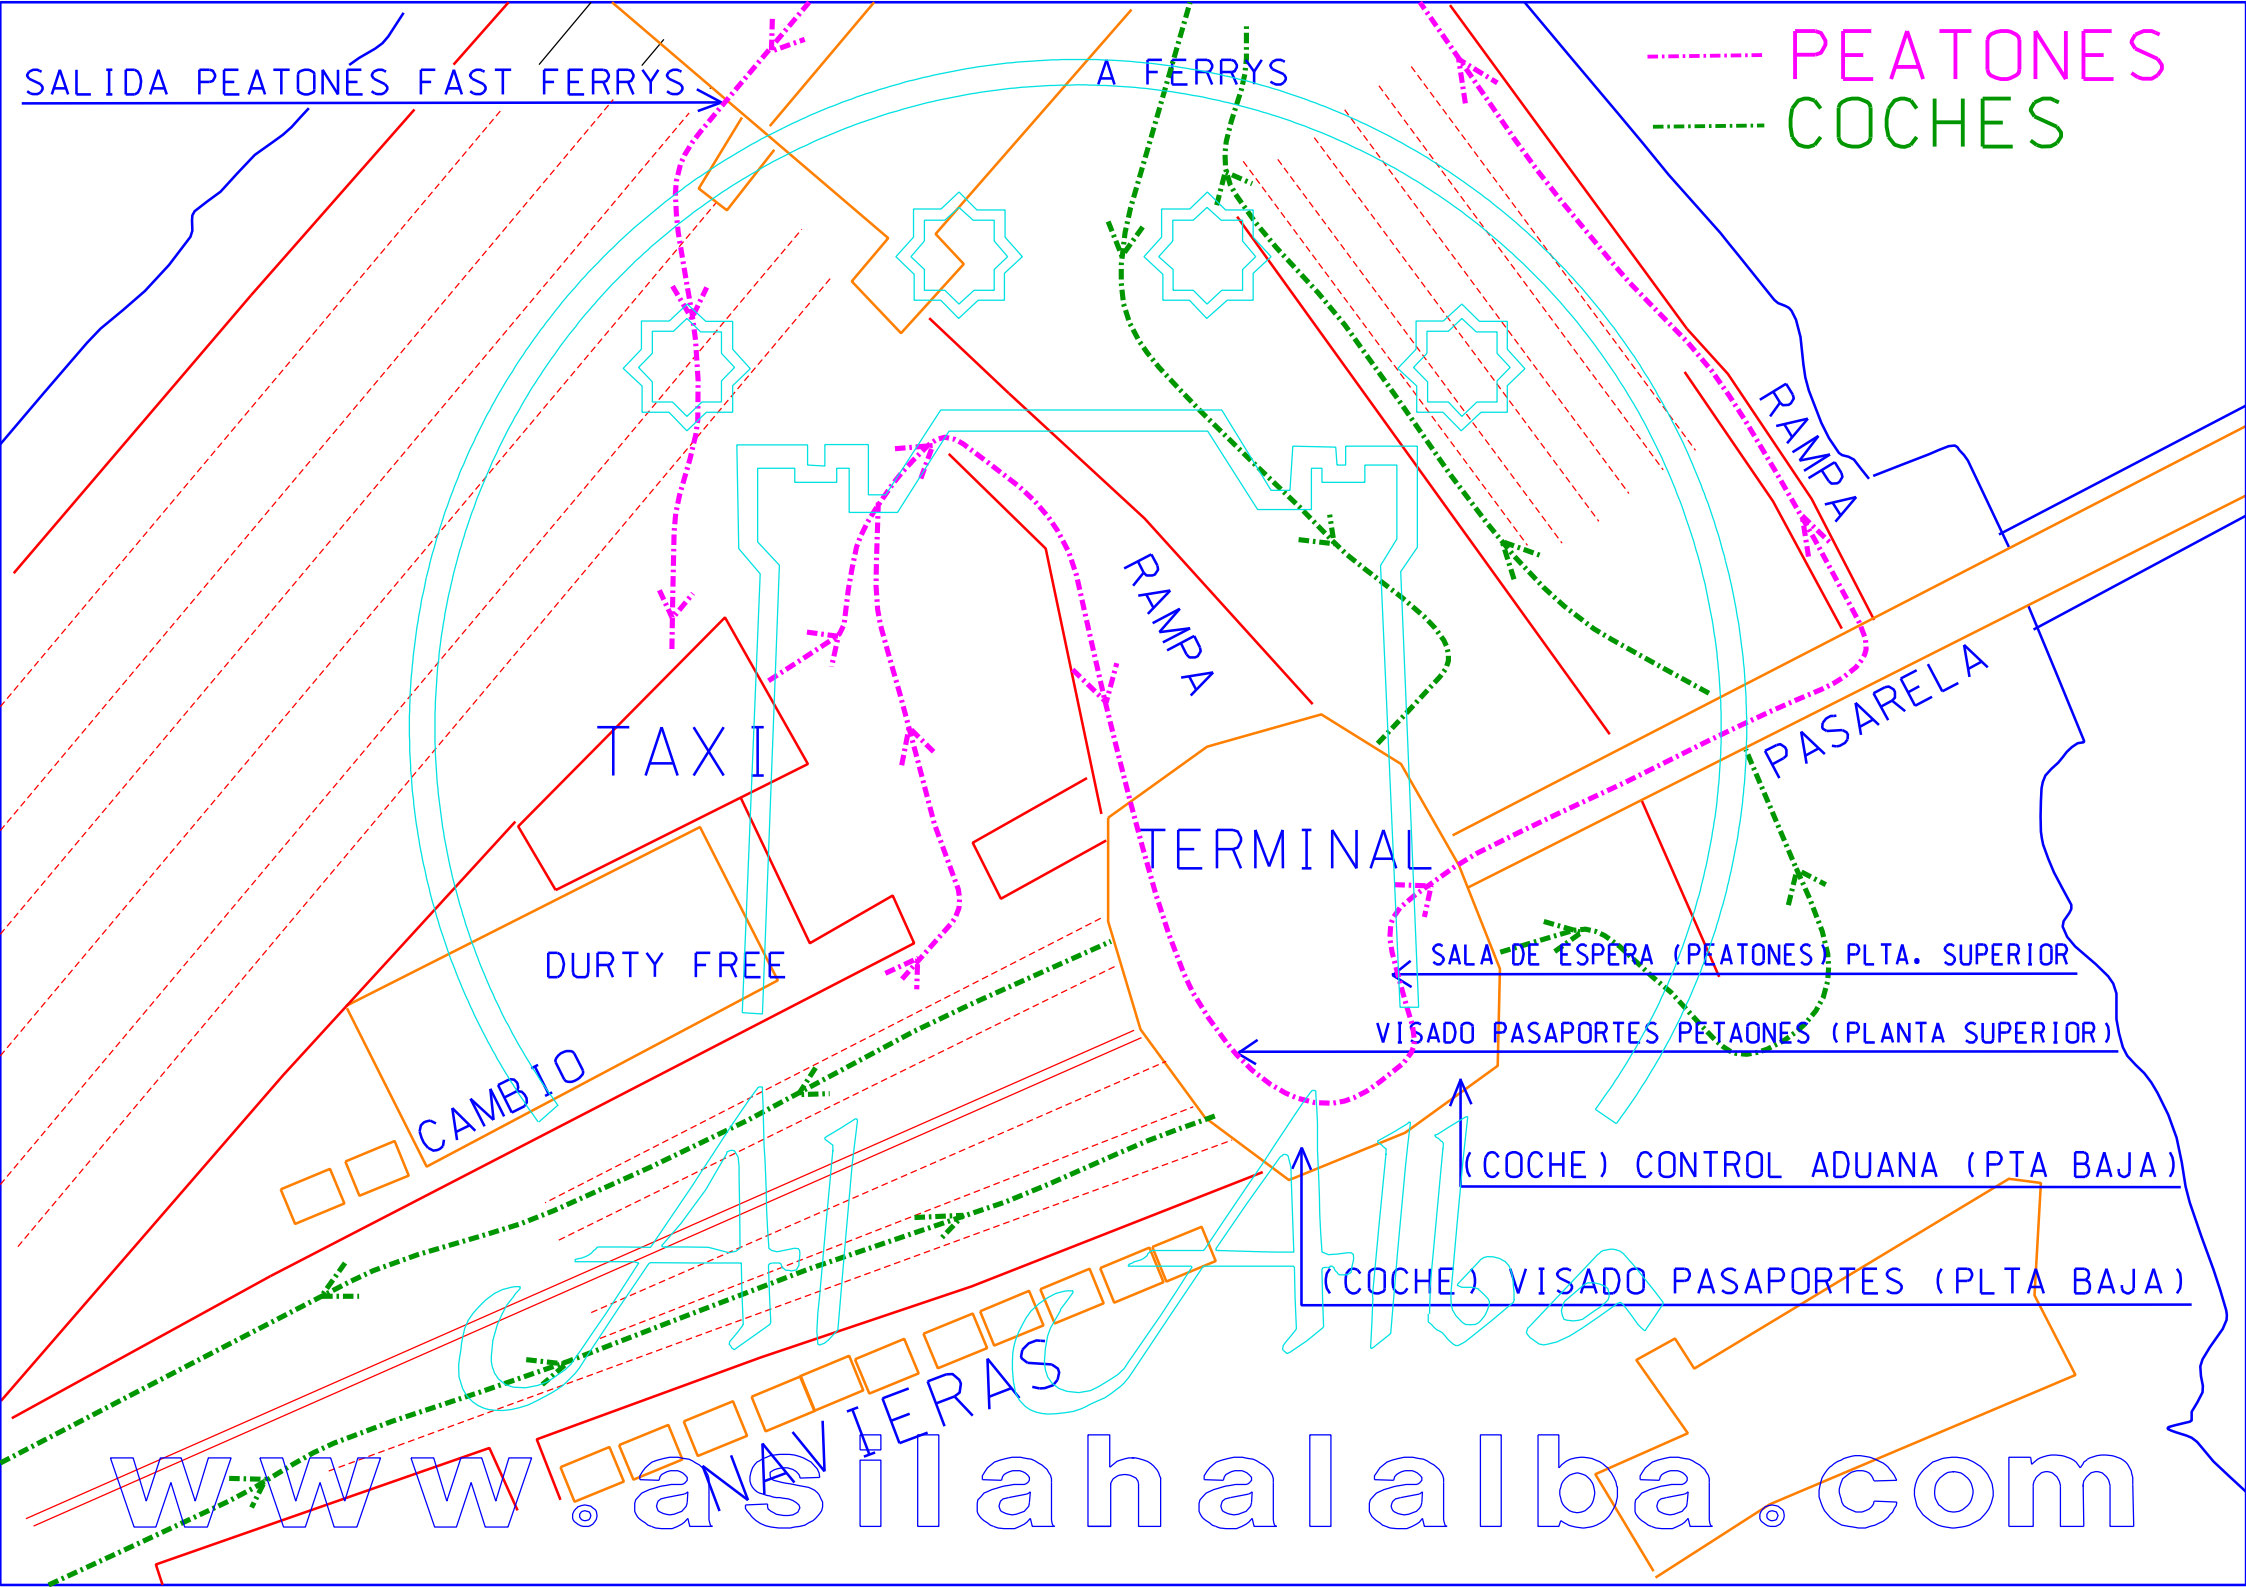 SALIDA PEATONES FAST FERRYS
A FERRYS
PEATONES
COCHES
RAMPA
RAMPA
PASARELA
TAXI
TERMINAL
DURTY FREE
SALA DE ESPERA (PEATONES) PLTA. SUPERIOR
VISADO PASAPORTES PETAONES (PLANTA SUPERIOR)
CAMBIO
(COCHE) CONTROL ADUANA (PTA BAJA)
(COCHE) VISADO PASAPORTES (PLTA BAJA)
Al Alba
NAVIERAS
www.asilahalalba.com